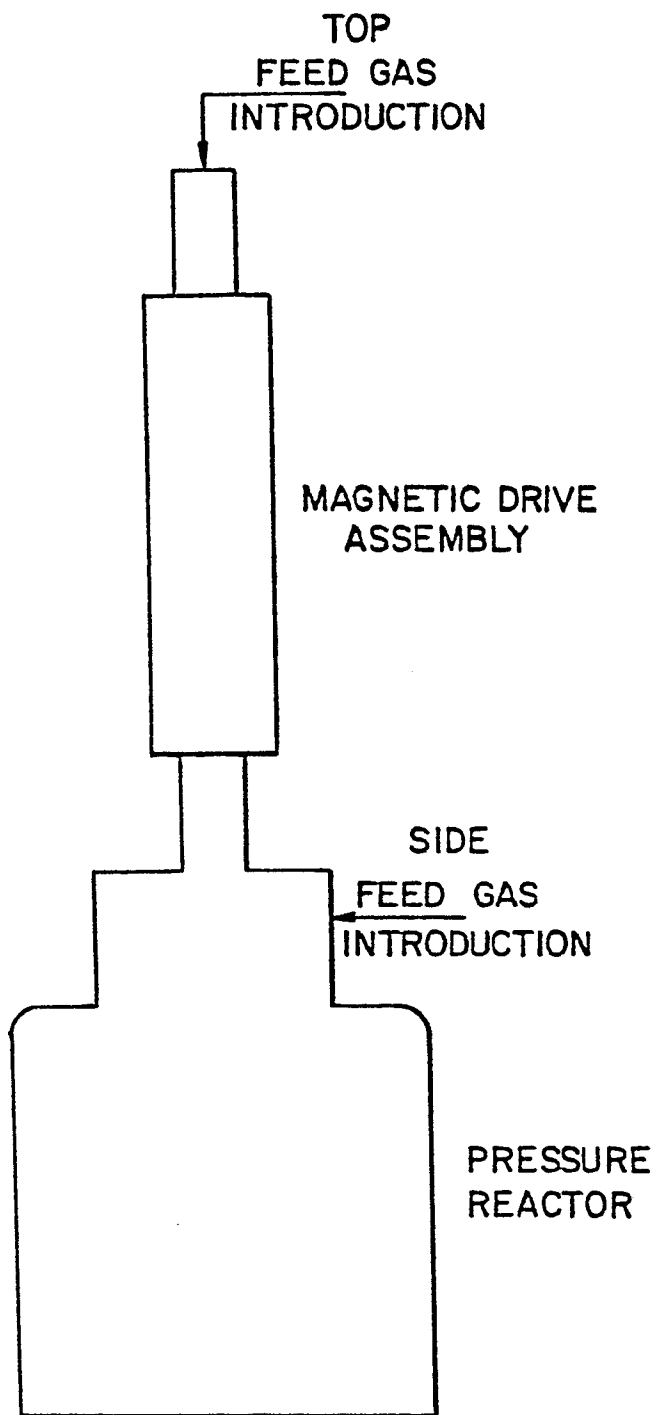 TOP
FEED GAS
INTRODUCTION
MAGNETIC DRIVE
ASSEMBLY
SIDE
FEED GAS
INTRODUCTION
PRESSURE
REACTOR